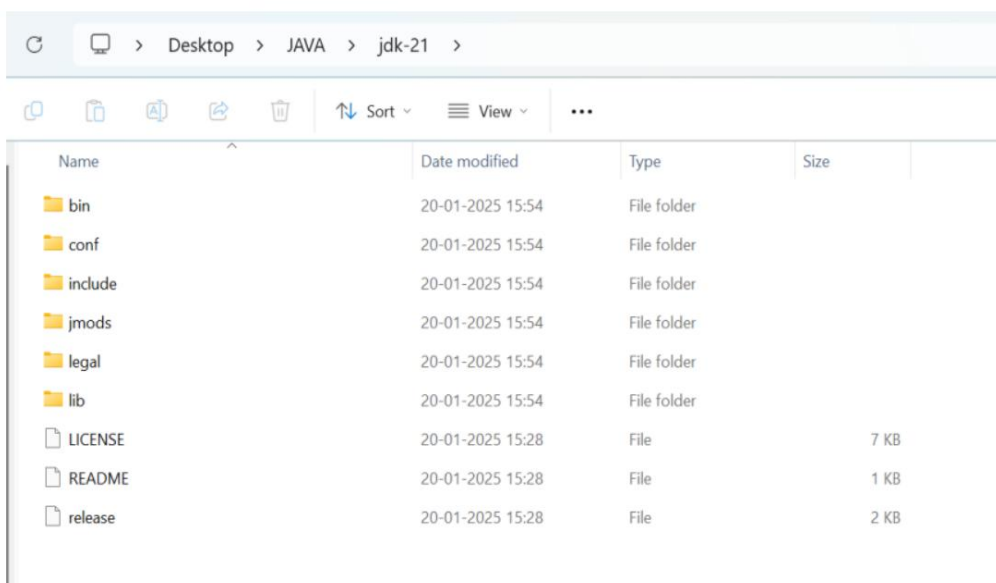 Desktop > JAVA > jdk-21 >
Sort View ...
Name Date modified Type Size
bin 20-01-2025 15:54 File folder
conf 20-01-2025 15:54 File folder
include 20-01-2025 15:54 File folder
jmods 20-01-2025 15:54 File folder
legal 20-01-2025 15:54 File folder
lib 20-01-2025 15:54 File folder
LICENSE 20-01-2025 15:28 File 7 KB
README 20-01-2025 15:28 File 1 KB
release 20-01-2025 15:28 File 2 KB